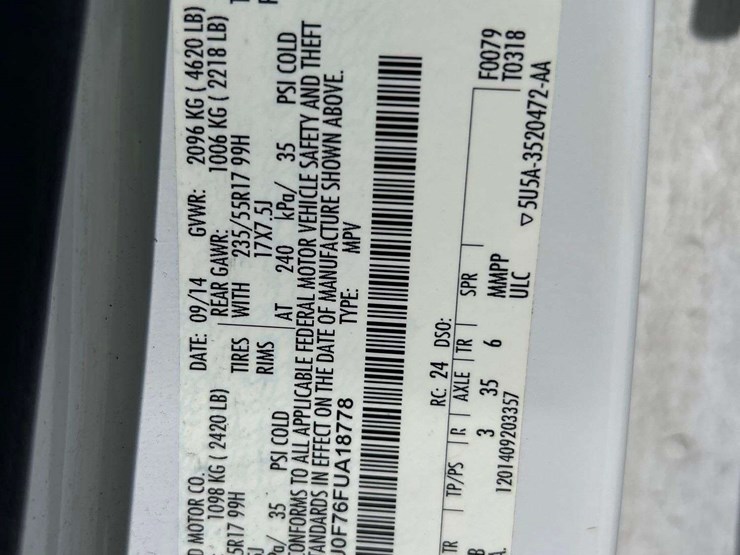 D MOTOR CO. DATE: 09/14 GVWR: 2096 KG ( 4620 LB)
1098 KG ( 2420 LB) REAR GAWR: 1006 KG ( 2218 LB)
5R17 99H TIRES WITH 235/55R17 99H
5J RIMS 17X7.5J
Pa/ 35 PSI COLD AT 240 kPa/ 35 PSI COLD
CONFORMS TO ALL APPLICABLE FEDERAL MOTOR VEHICLE SAFETY AND THEFT
TANDARDS IN EFFECT ON THE DATE OF MANUFACTURE SHOWN ABOVE.
0F76FUA18778 TYPE: MPV
RC: 24 DSO: F0079
T0318
TR TP/PS R AXLE TR SPR
B 3 35 6 MMPP
ULC
1201409203357
▽5U5A-3520472-AA